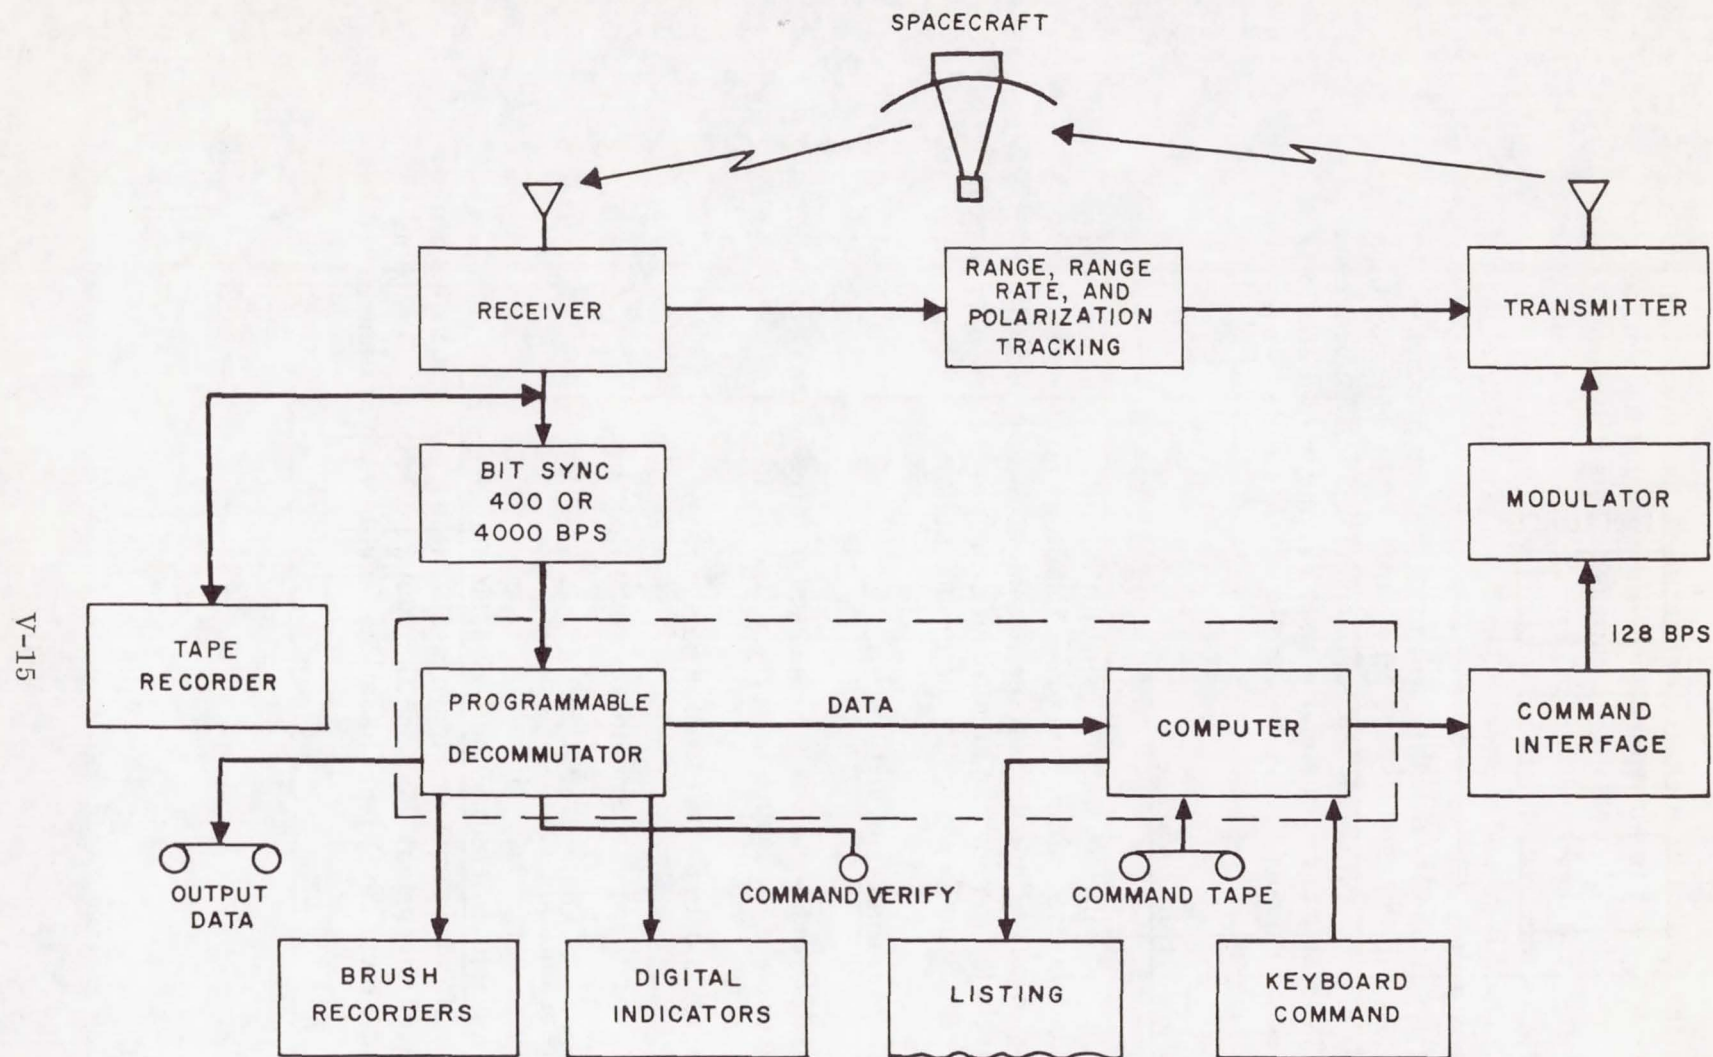 SPACECRAFT
RECEIVER
RANGE, RANGE
RATE, AND
POLARIZATION
TRACKING
TRANSMITTER
BIT SYNC
400 OR
4000 BPS
MODULATOR
128 BPS
TAPE
RECORDER
PROGRAMMABLE
DECOMMUTATOR
DATA
COMPUTER
COMMAND
INTERFACE
OUTPUT
DATA
COMMAND VERIFY
COMMAND TAPE
BRUSH
RECORDERS
DIGITAL
INDICATORS
LISTING
KEYBOARD
COMMAND
V-15